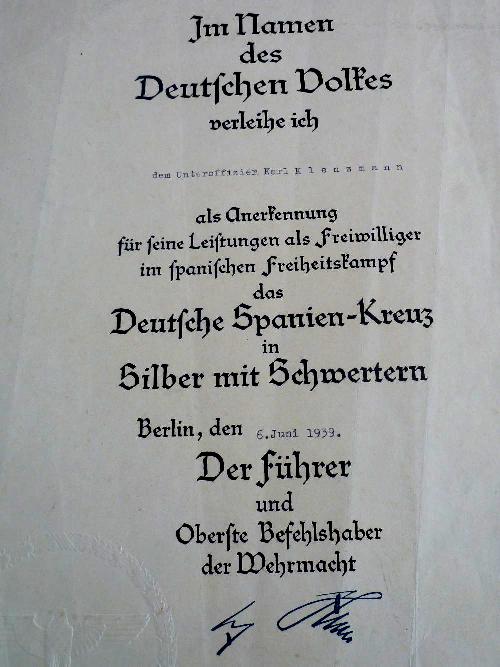 Im Namen
des
Deutschen Volkes
verleihe ich
dem Unteroffizier Karl
als Anerkennung
für seine Leistungen als Freiwilliger
im spanischen Freiheitskampf
das
Deutsche Spanien-Kreuz
in
Silber mit Schwertern
Berlin, den 6.Juni 1939.
Der Führer
und
Oberste Befehlshaber
der Wehrmacht